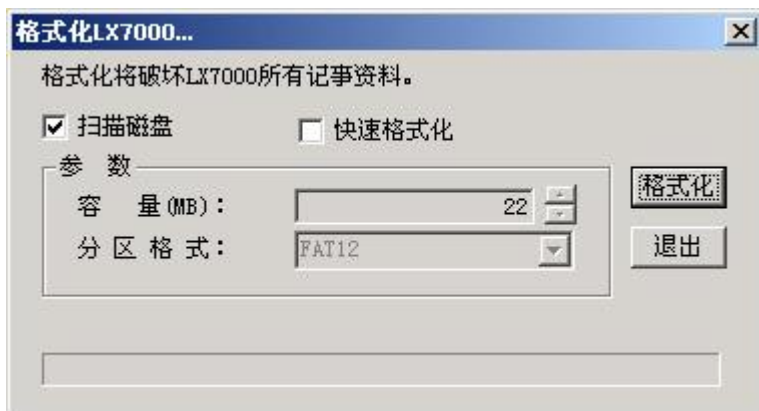 格式化LX7000...
格式化将破坏LX7000所有记事资料。
扫描磁盘 快速格式化
参 数
容 量(MB): 22
格式化
分区格式: FAT12
退出